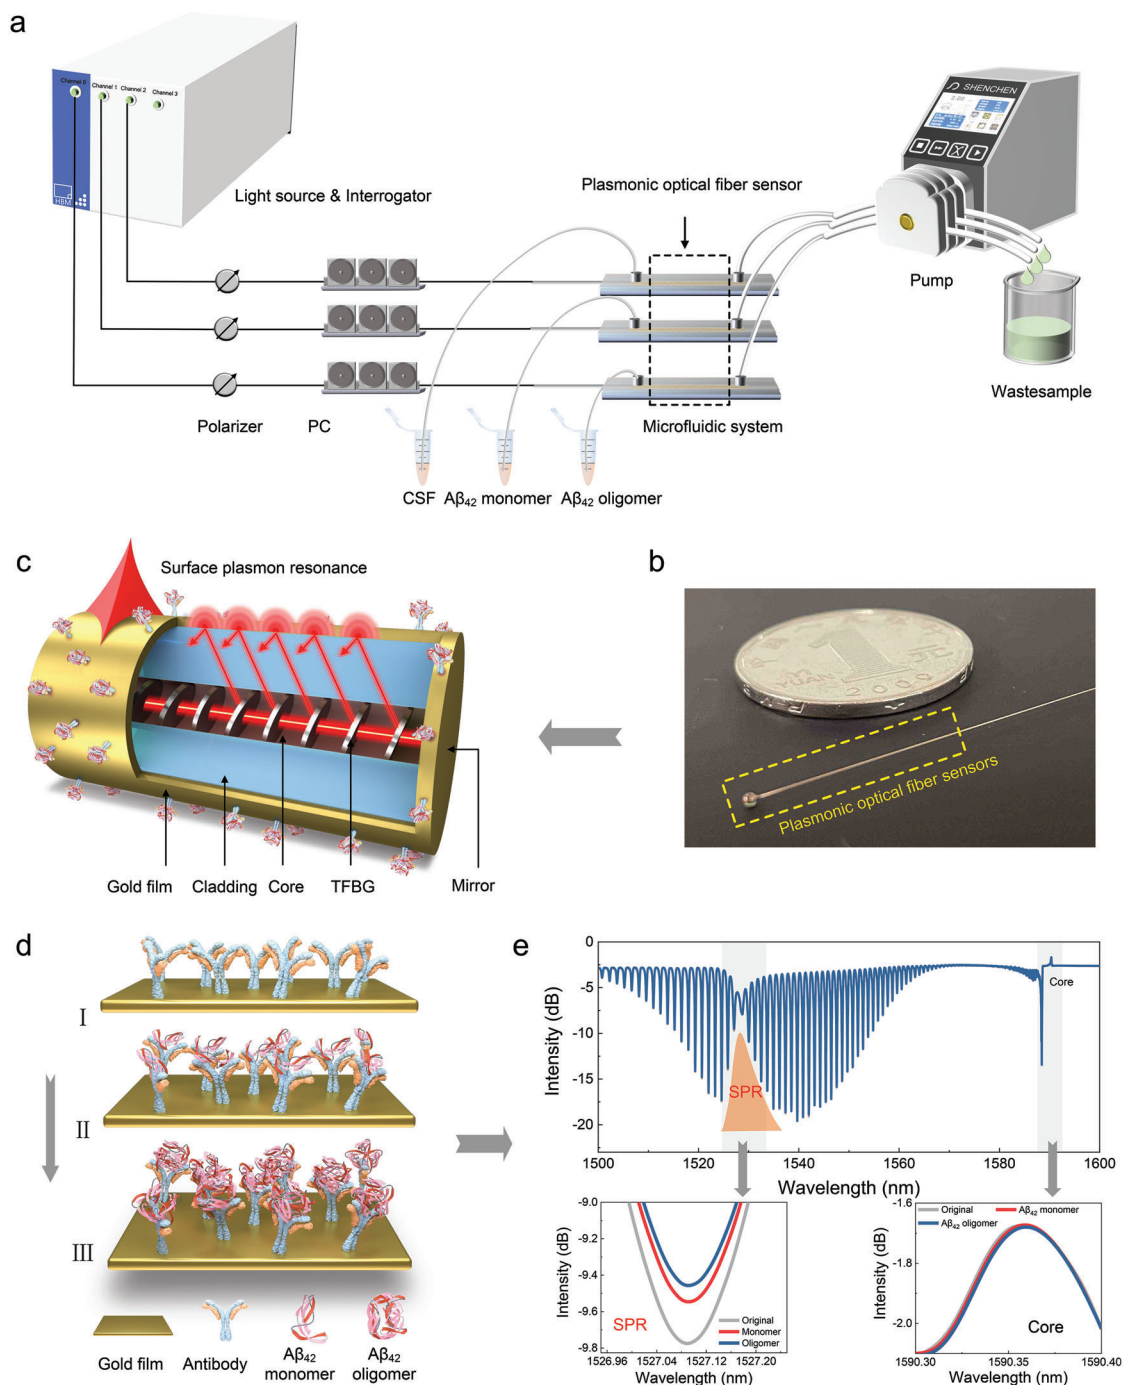 a
Channel 0
Channel 1
Channel 2
Channel 3
HBM
Light source & Interrogator
Plasmonic optical fiber sensor
SHENCHEN
Pump
Wastesample
Polarizer
PC
Microfluidic system
CSF
Aβ₄₂ monomer
Aβ₄₂ oligomer
c
Surface plasmon resonance
Gold film
Cladding
Core
TFBG
Mirror
b
1
YUAN
2009
Plasmonic optical fiber sensors
d
I
II
III
Gold film
Antibody
Aβ₄₂
monomer
Aβ₄₂
oligomer
e
Intensity (dB)
0
-5
-10
-15
-20
SPR
Core
1500
1520
1540
1560
1580
1600
Wavelength (nm)
Intensity (dB)
-9.0
-9.2
-9.4
-9.6
-9.8
SPR
Original
Monomer
Oligomer
1526.96
1527.04
1527.12
1527.20
Wavelength (nm)
Intensity (dB)
-1.6
-1.8
-2.0
Original
Aβ₄₂ monomer
Aβ₄₂ oligomer
Core
1590.30
1590.35
1590.40
Wavelength (nm)